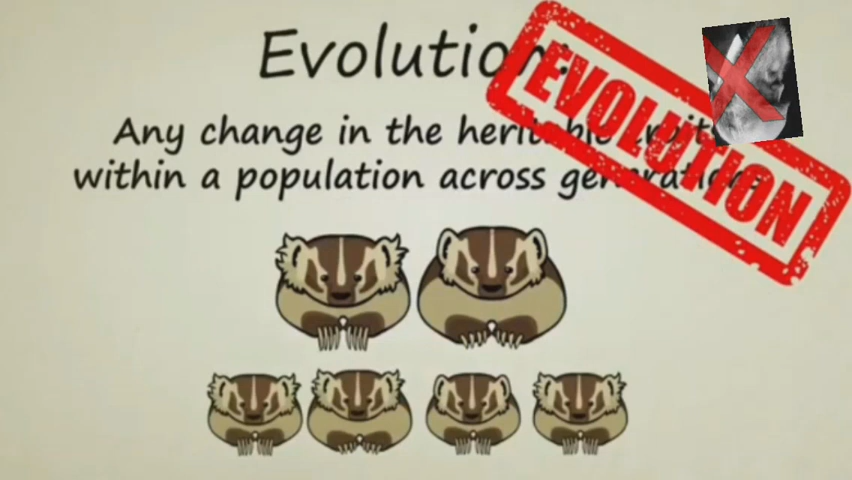 Evolution:
Any change in the heritable traits
within a population across generations
EVOLUTION